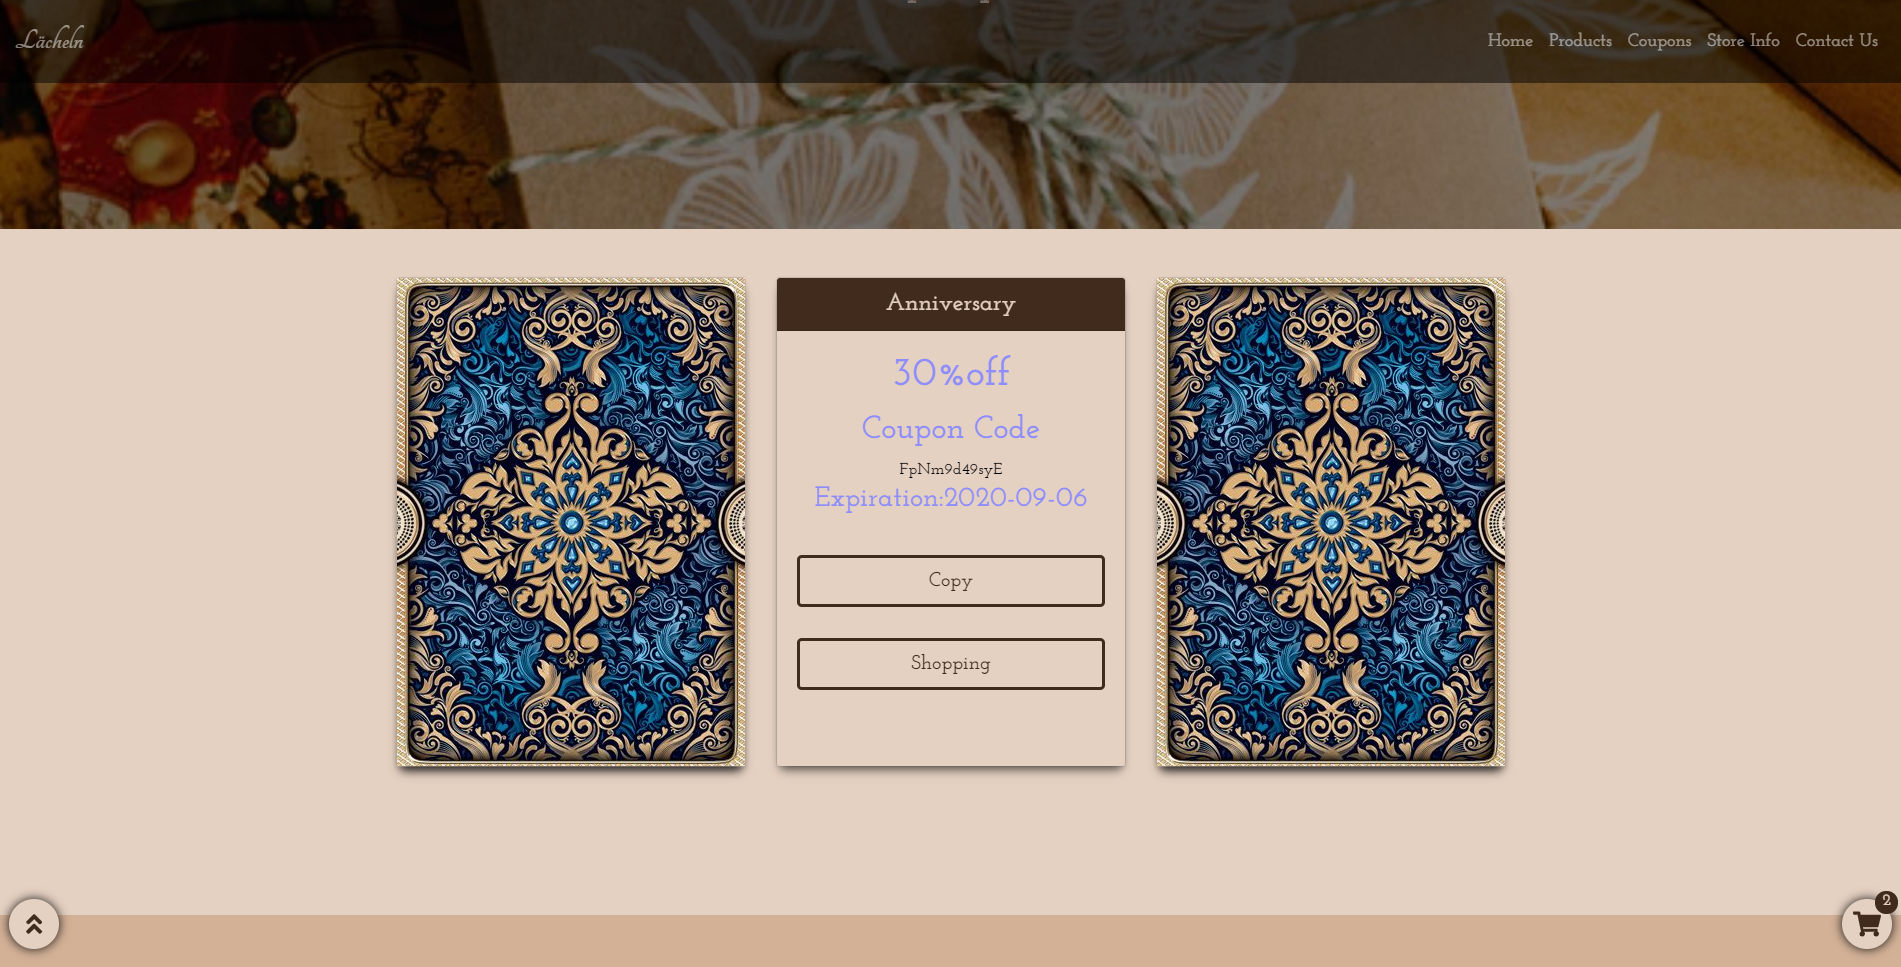 Lächeln
Home Products Coupons Store Info Contact Us
Anniversary
30%off
Coupon Code
FpNm9d49syE
Expiration:2020-09-06
Copy
Shopping
2